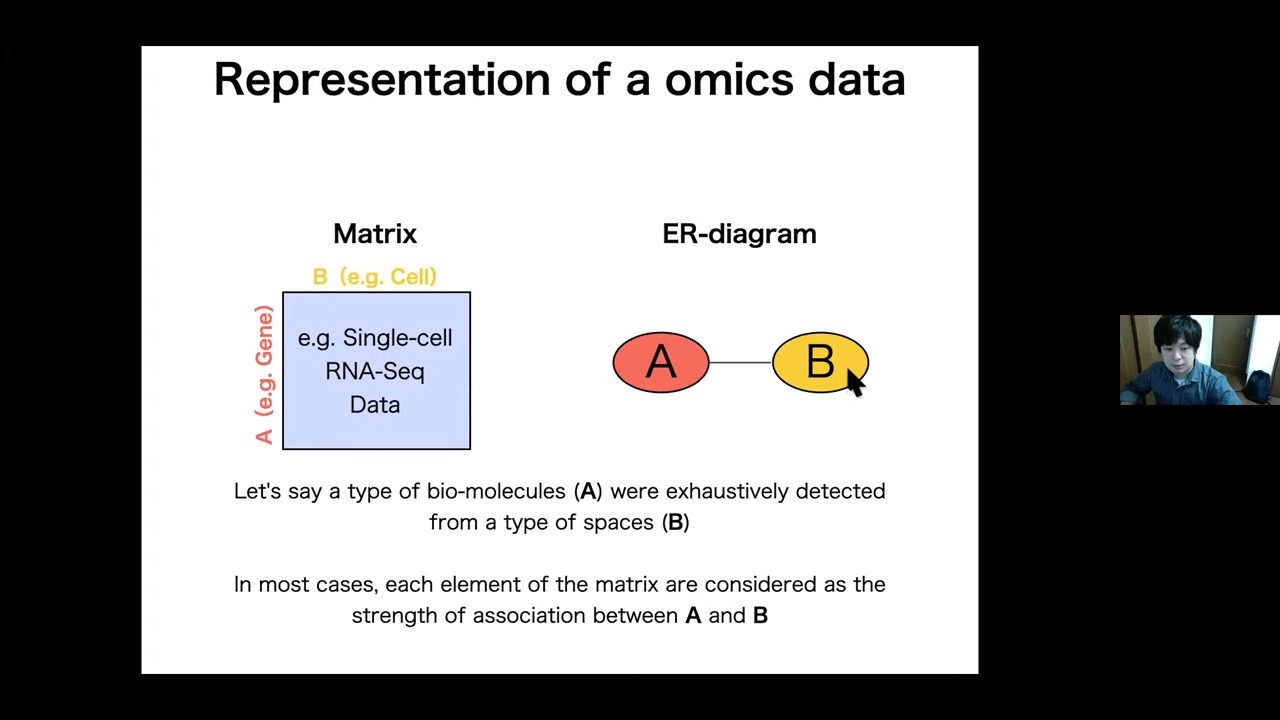 Representation of a omics data
Matrix
ER-diagram
B (e.g. Cell)
A (e.g. Gene)
e.g. Single-cell
RNA-Seq
Data
A
B
Let's say a type of bio-molecules (A) were exhaustively detected
from a type of spaces (B)
In most cases, each element of the matrix are considered as the
strength of association between A and B